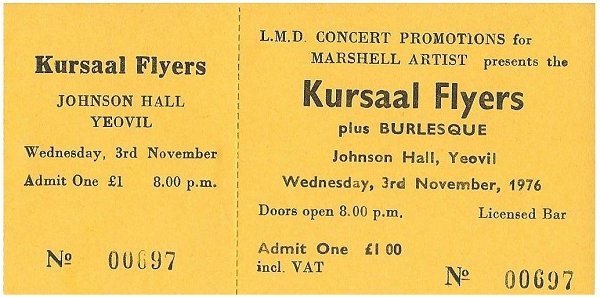 Kursaal Flyers
JOHNSON HALL
YEOVIL
Wednesday, 3rd November
Admit One £1 8.00 p.m.
Nº 00697
L.M.D. CONCERT PROMOTIONS for
MARSHELL ARTIST presents the
Kursaal Flyers
plus BURLESQUE
Johnson Hall, Yeovil
Wednesday, 3rd November, 1976
Doors open 8.00 p.m. Licensed Bar
Admit One £1 00
incl. VAT
Nº 00697